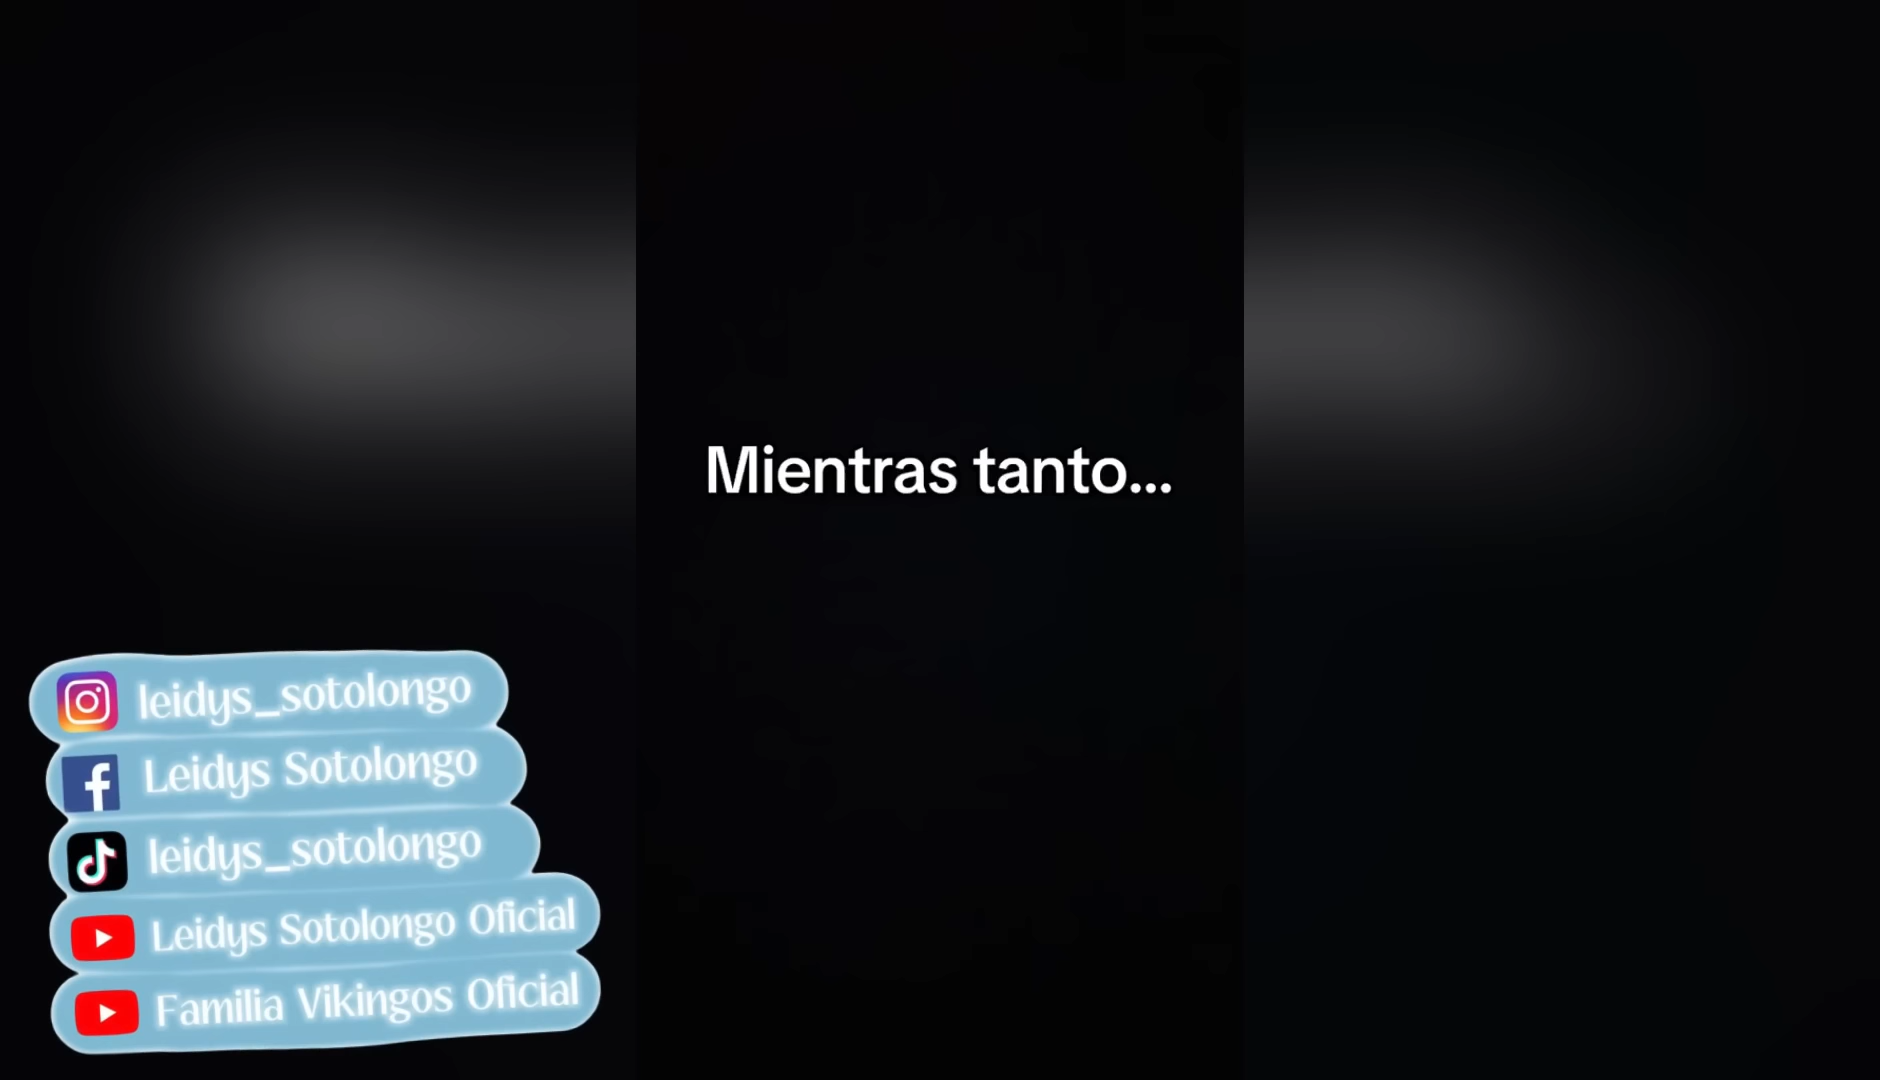 Mientras tanto...
leidys_sotolongo
Leidys Sotolongo
leidys_sotolongo
Leidys Sotolongo Oficial
Familia Vikingos Oficial